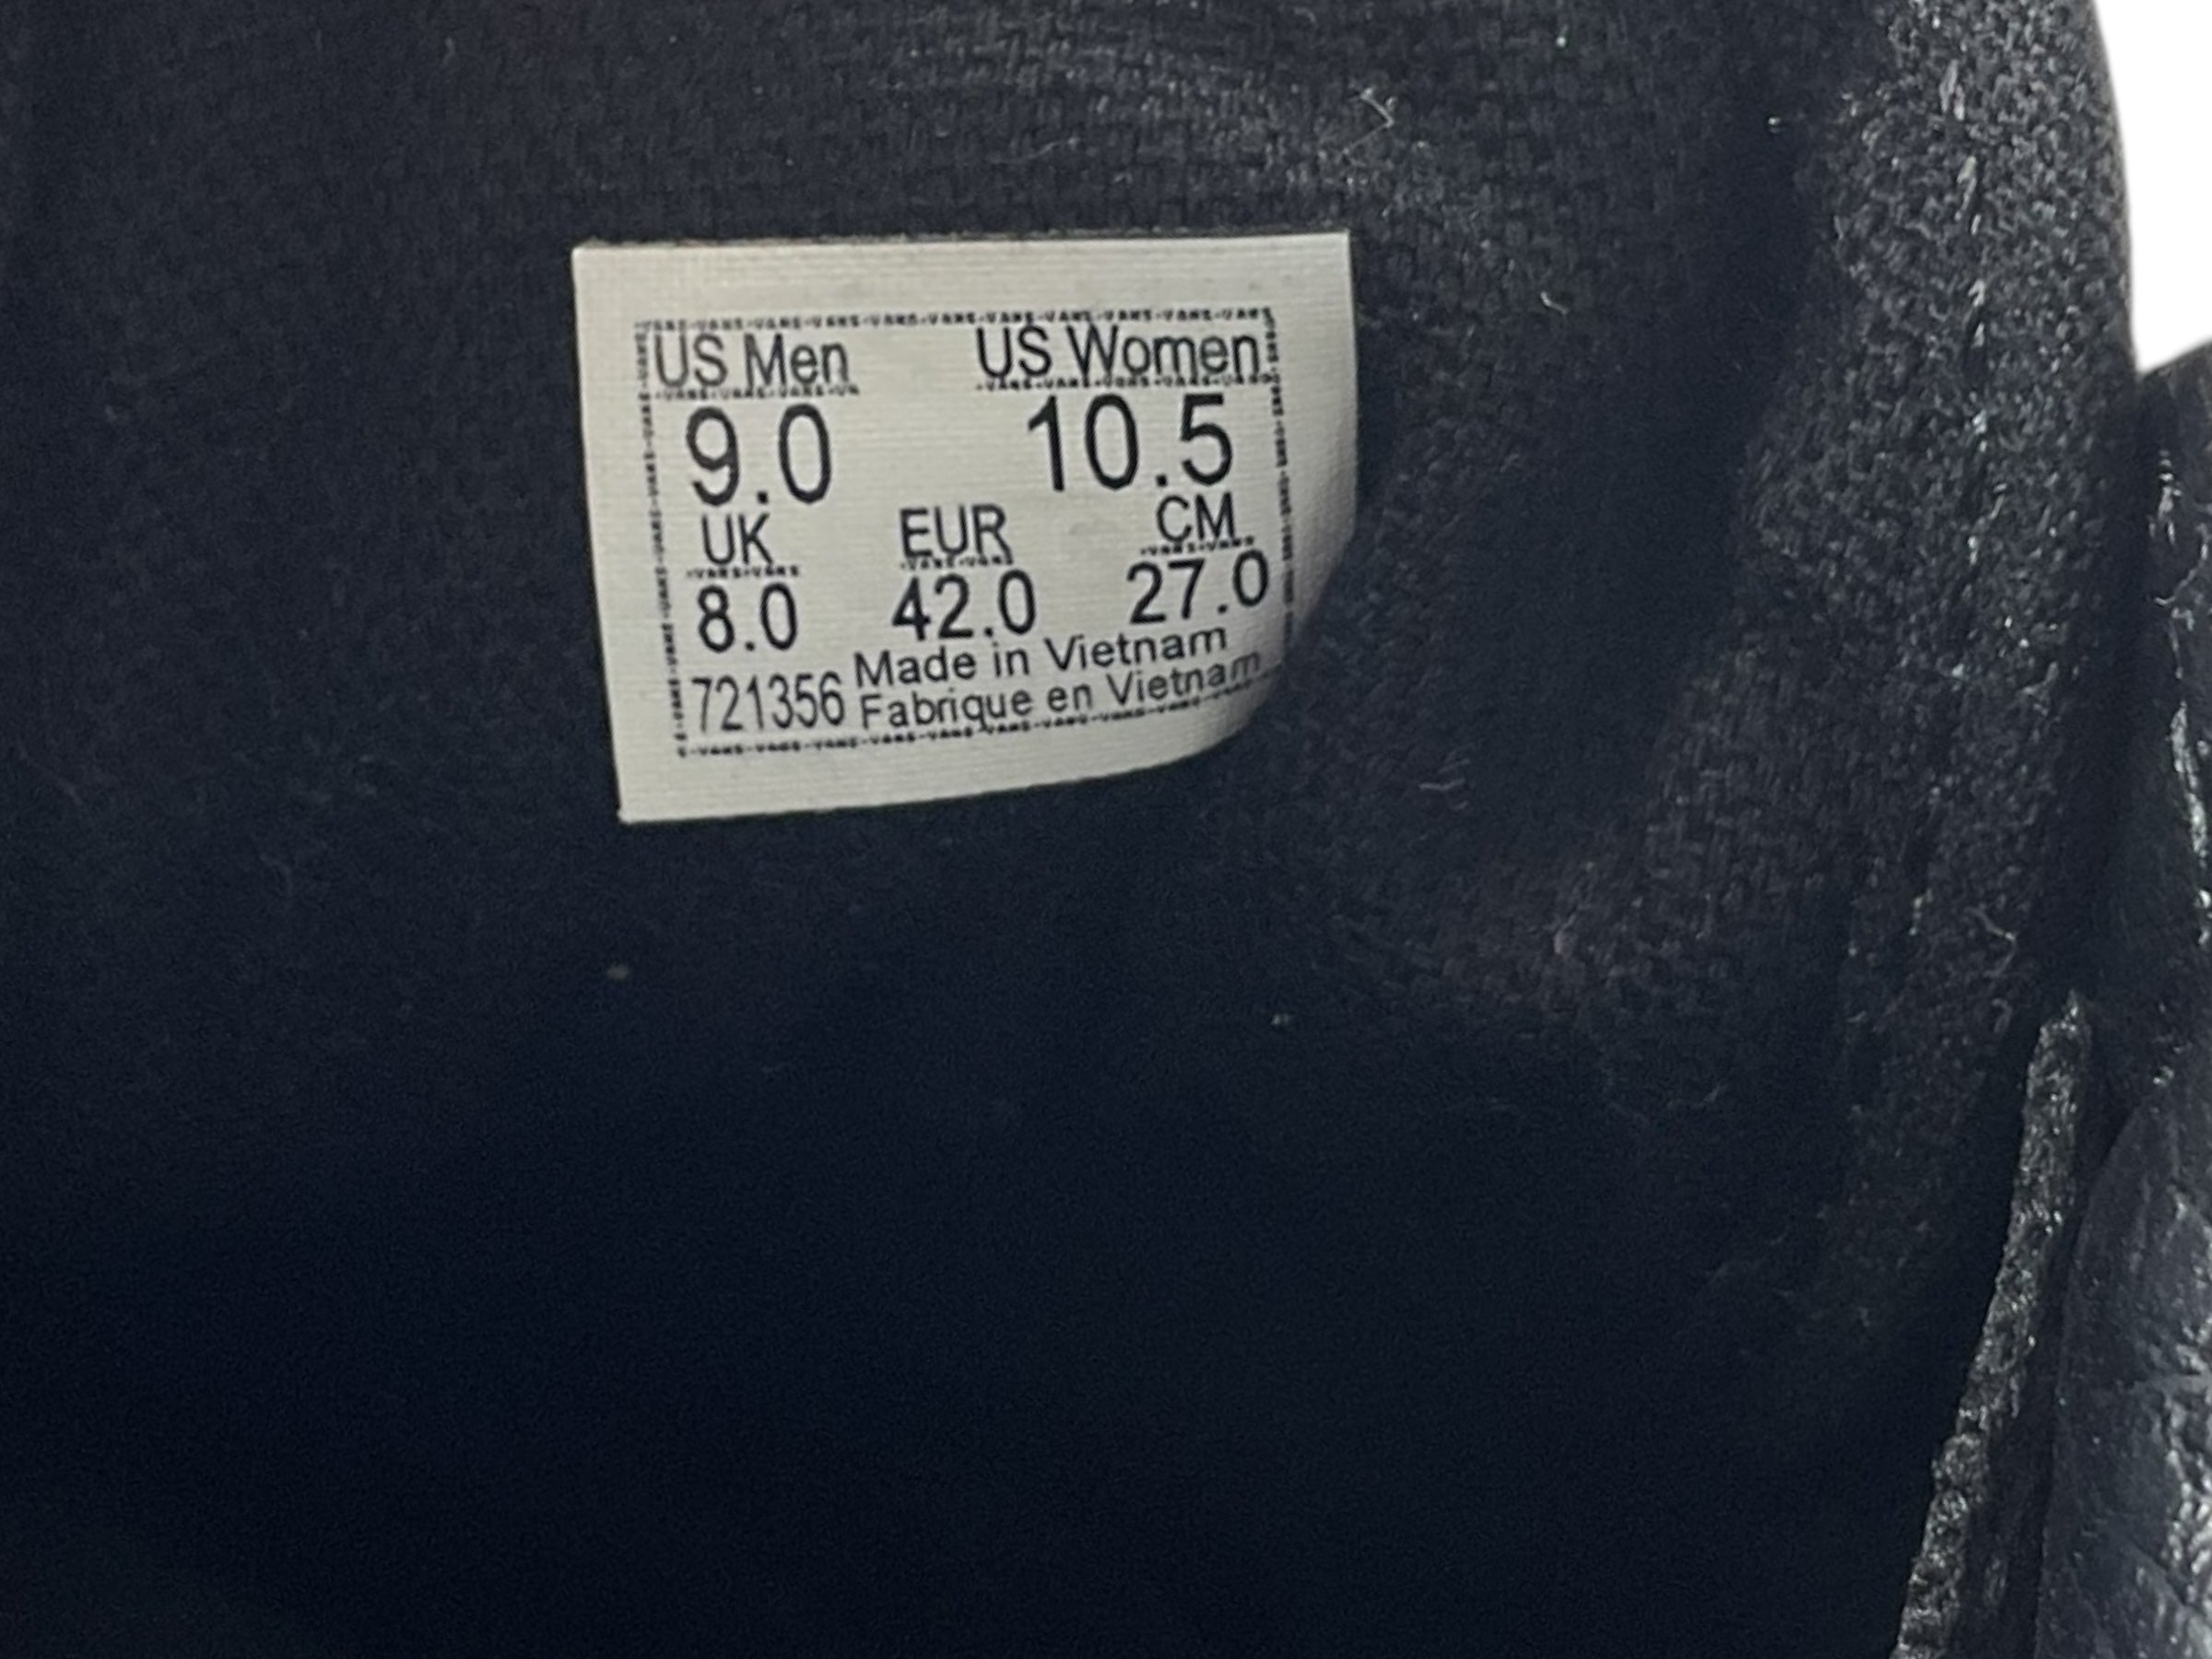 US Men US Women
9.0 10.5
UK EUR CM
8.0 42.0 27.0
Made in Vietnam
721356 Fabrique en Vietnam